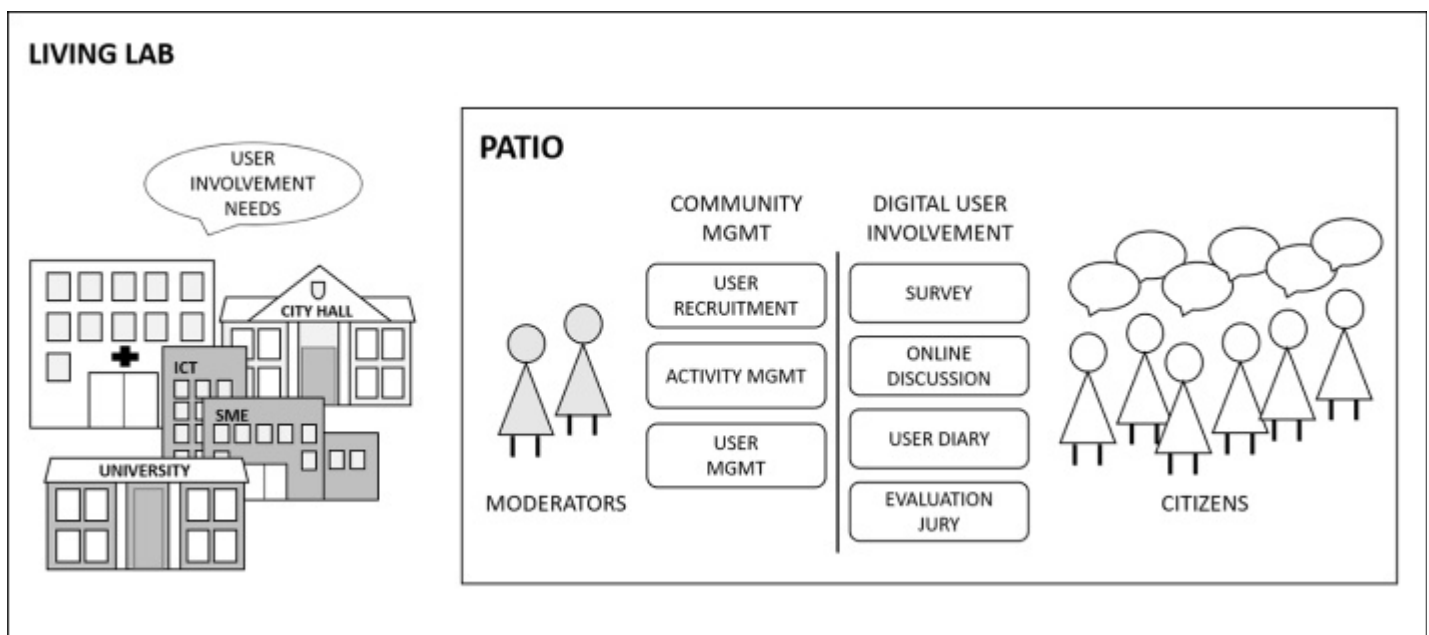 LIVING LAB
USER
INVOLVEMENT
NEEDS
CITY HALL
ICT
SME
UNIVERSITY
PATIO
COMMUNITY
MGMT
USER
RECRUITMENT
ACTIVITY MGMT
USER
MGMT
DIGITAL USER
INVOLVEMENT
SURVEY
ONLINE
DISCUSSION
USER DIARY
EVALUATION
JURY
MODERATORS
CITIZENS